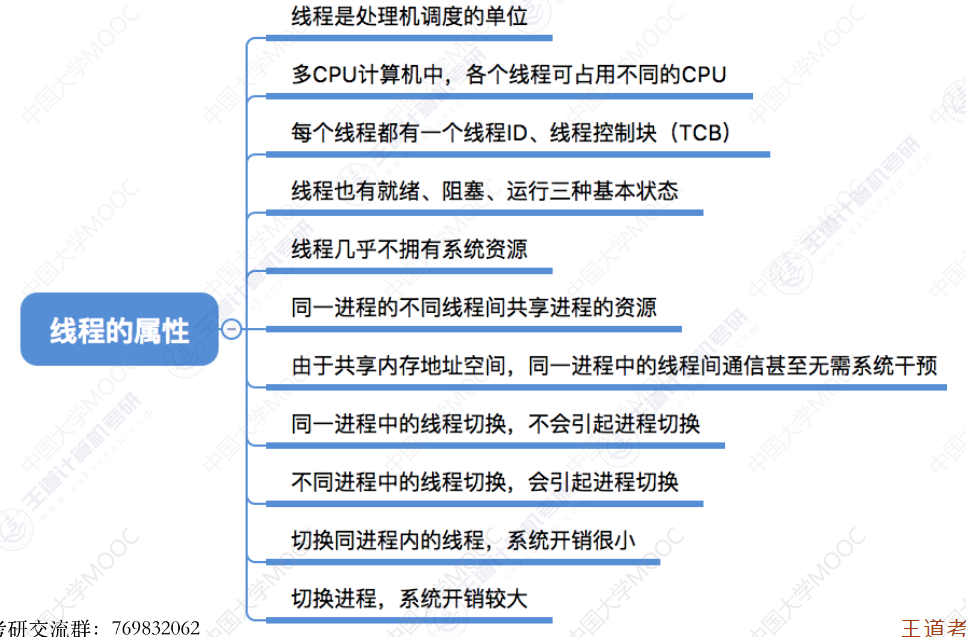 线程是处理机调度的单位
多CPU计算机中，各个线程可占用不同的CPU
每个线程都有一个线程ID、线程控制块（TCB）
线程也有就绪、阻塞、运行三种基本状态
线程几乎不拥有系统资源
同一进程的不同线程间共享进程的资源
线程的属性
由于共享内存地址空间，同一进程中的线程间通信甚至无需系统干预
同一进程中的线程切换，不会引起进程切换
不同进程中的线程切换，会引起进程切换
切换同进程内的线程，系统开销很小
切换进程，系统开销较大
考研交流群：769832062
王道考
中国大学MOOC
王道计算机考研
www.cskaoyan.com